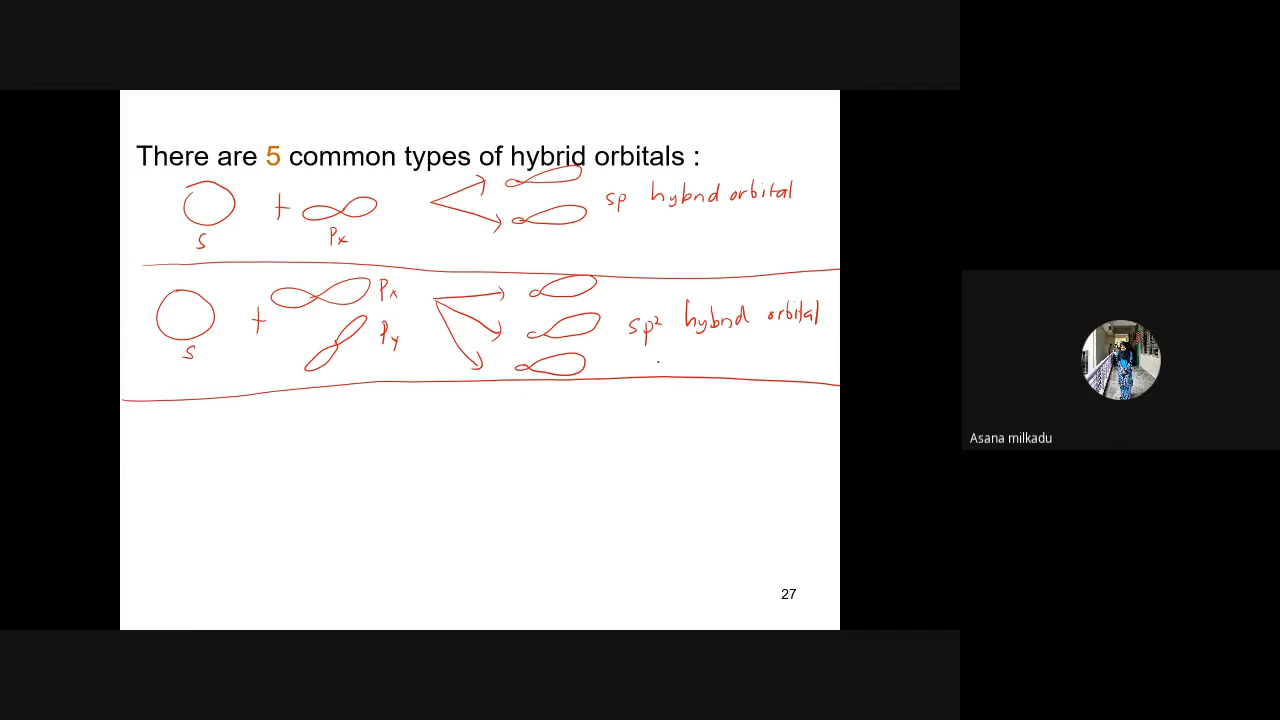 There are 5 common types of hybrid orbitals :
S + Px sp hybrid orbital
S + Px Py sp² hybrid orbital
27
Asana milkadu